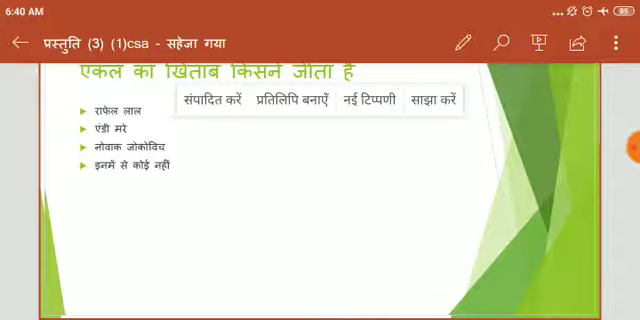 6:40 AM
85
प्रस्तुति (3) (1)csa - सहेजा गया
एकल का खिताब किसने जीता है
संपादित करें प्रतिलिपि बनाएँ नई टिप्पणी साझा करें
राफेल लाल
एंडी मरे
नोवाक जोकोविच
इनमें से कोई नहीं